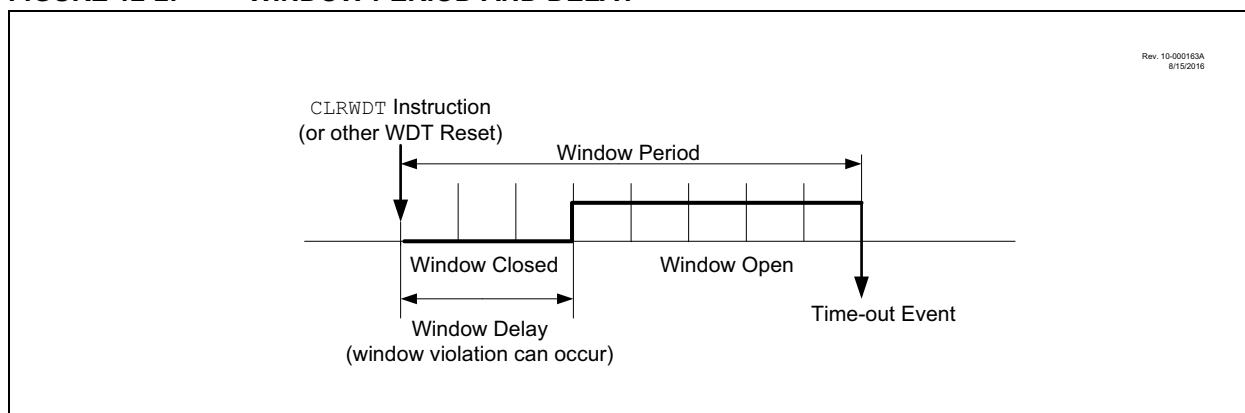 Rev. 10-000163A
8/15/2016
CLRWDT Instruction
(or other WDT Reset)
Window Period
Window Closed
Window Open
Window Delay
(window violation can occur)
Time-out Event